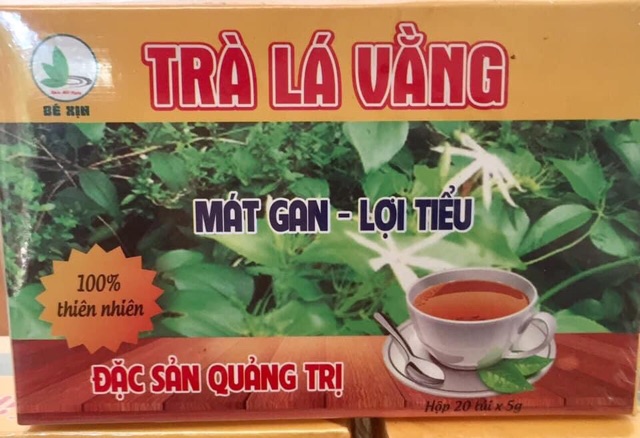 TRÀ LÁ VẰNG
BÉ XỊN
MÁT GAN - LỢI TIỂU
100%
thiên nhiên
ĐẶC SẢN QUẢNG TRỊ
Hộp 20 túi x 5g